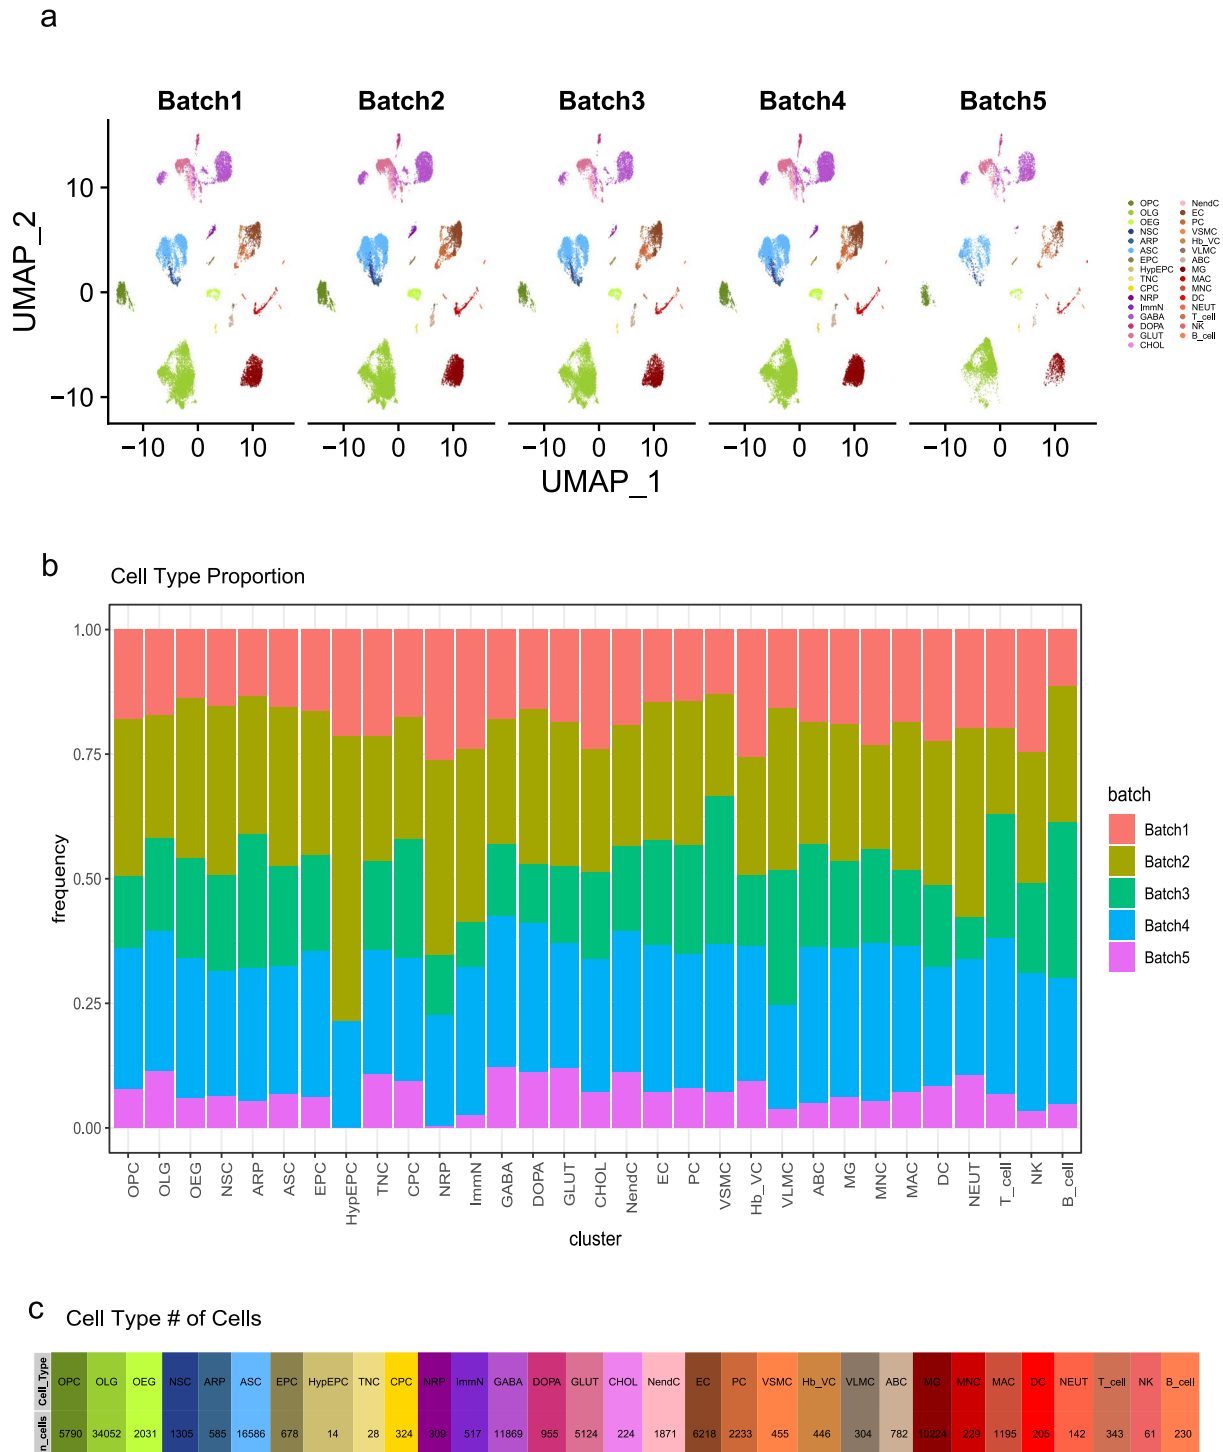 a
Batch1 Batch2 Batch3 Batch4 Batch5
UMAP_2
10
0
−10
−10 0 10 −10 0 10 −10 0 10 −10 0 10 −10 0 10
UMAP_1
OPC NendC
OLG EC
OEG PC
NSC VSMC
ARP Hb_VC
ASC VLMC
EPC ABC
HypEPC MG
TNC MAC
CPC MNC
NRP DC
ImmN NEUT
GABA T_cell
DOPA NK
GLUT B_cell
CHOL
b
Cell Type Proportion
frequency
1.00
0.75
0.50
0.25
0.00
OPC OLG OEG NSC ARP ASC EPC HypEPC TNC CPC NRP ImmN GABA DOPA GLUT CHOL NendC EC PC VSMC Hb_VC VLMC ABC MG MNC MAC DC NEUT T_cell NK B_cell
cluster
batch
Batch1
Batch2
Batch3
Batch4
Batch5
c
Cell Type # of Cells
Cell_Type OPC OLG OEG NSC ARP ASC EPC HypEPC TNC CPC NRP ImmN GABA DOPA GLUT CHOL NendC EC PC VSMC Hb_VC VLMC ABC MG MNC MAC DC NEUT T_cell NK B_cell
n_cells 5790 34052 2031 1305 585 16586 678 14 28 324 309 517 11869 955 5124 224 1871 6218 2233 455 446 304 782 10224 229 1195 205 142 343 61 230